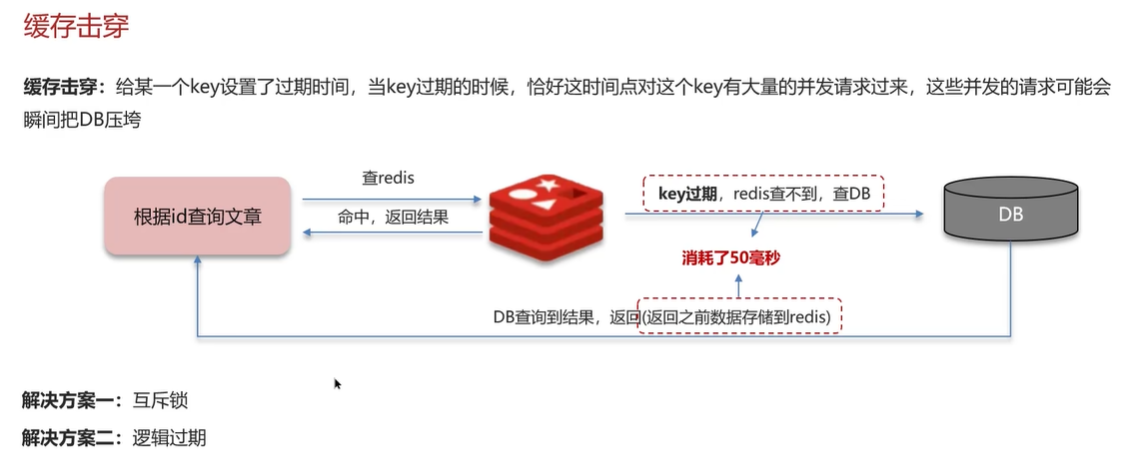 缓存击穿
缓存击穿：给某一个key设置了过期时间，当key过期的时候，恰好这时间点对这个key有大量的并发请求过来，这些并发的请求可能会
瞬间把DB压垮
查redis
key过期，redis查不到，查DB
根据id查询文章
命中，返回结果
DB
消耗了50毫秒
DB查询到结果，返回(返回之前数据存储到redis)
解决方案一：互斥锁
解决方案二：逻辑过期